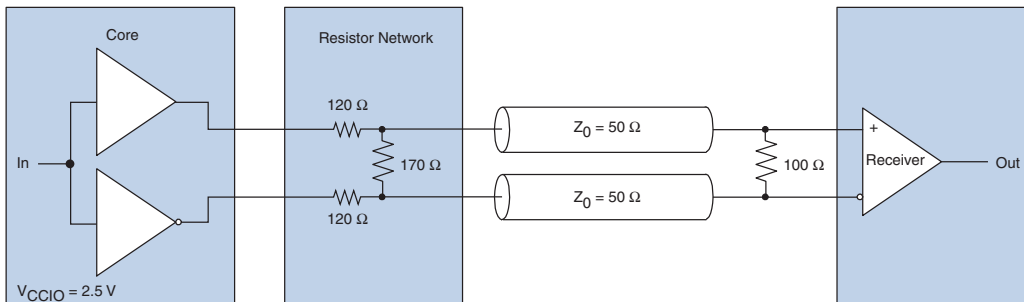 Core
Resistor Network
120 Ω
Z0 = 50 Ω
+
In
170 Ω
100 Ω
Receiver
Out
Z0 = 50 Ω
120 Ω
VCCIO = 2.5 V